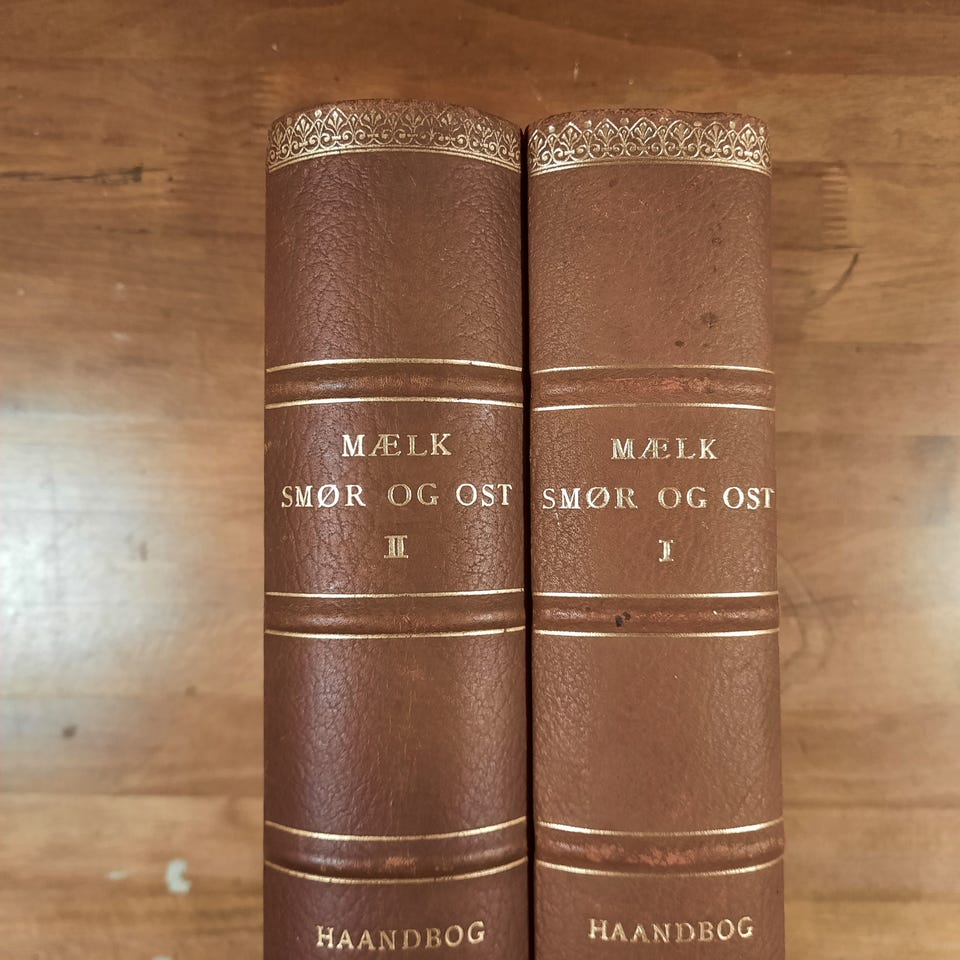 MÆLK
SMØR OG OST
II
HAANDBOG
MÆLK
SMØR OG OST
I
HAANDBOG